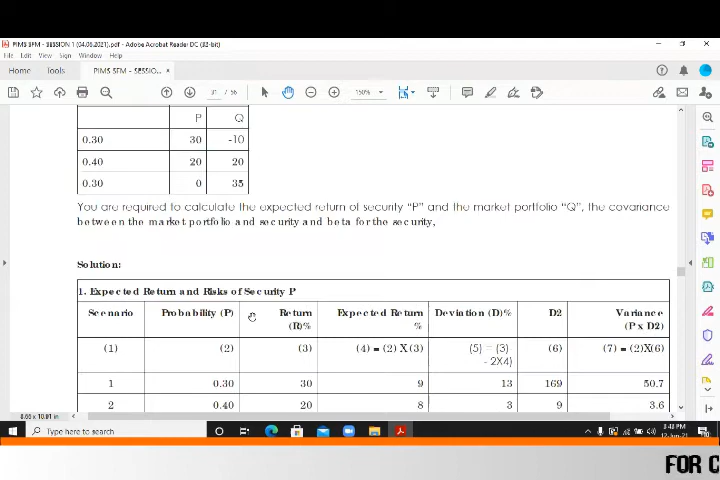 PIMS SFM - SESSION 1 (04.06.2021).pdf - Adobe Acrobat Reader DC (32-bit)
File Edit View Sign Window Help
Home Tools PIMS SFM - SESSIO... ×
31 / 56 150%
P Q
0.30 30 -10
0.40 20 20
0.30 0 35
You are required to calculate the expected return of security “P” and the market portfolio “Q”, the covariance
between the market portfolio and security and beta for the security,
Solution:
1. Expected Return and Risks of Security P
Scenario Probability (P) Return Expected Return Deviation (D)% D2 Variance
(R)% % (P x D2)
(1) (2) (3) (4) = (2) X (3) (5) = (3) (6) (7) = (2)X(6)
- 2X4)
1 0.30 30 9 13 169 50.7
2 0.40 20 8 3 9 3.6
Type here to search
FOR C